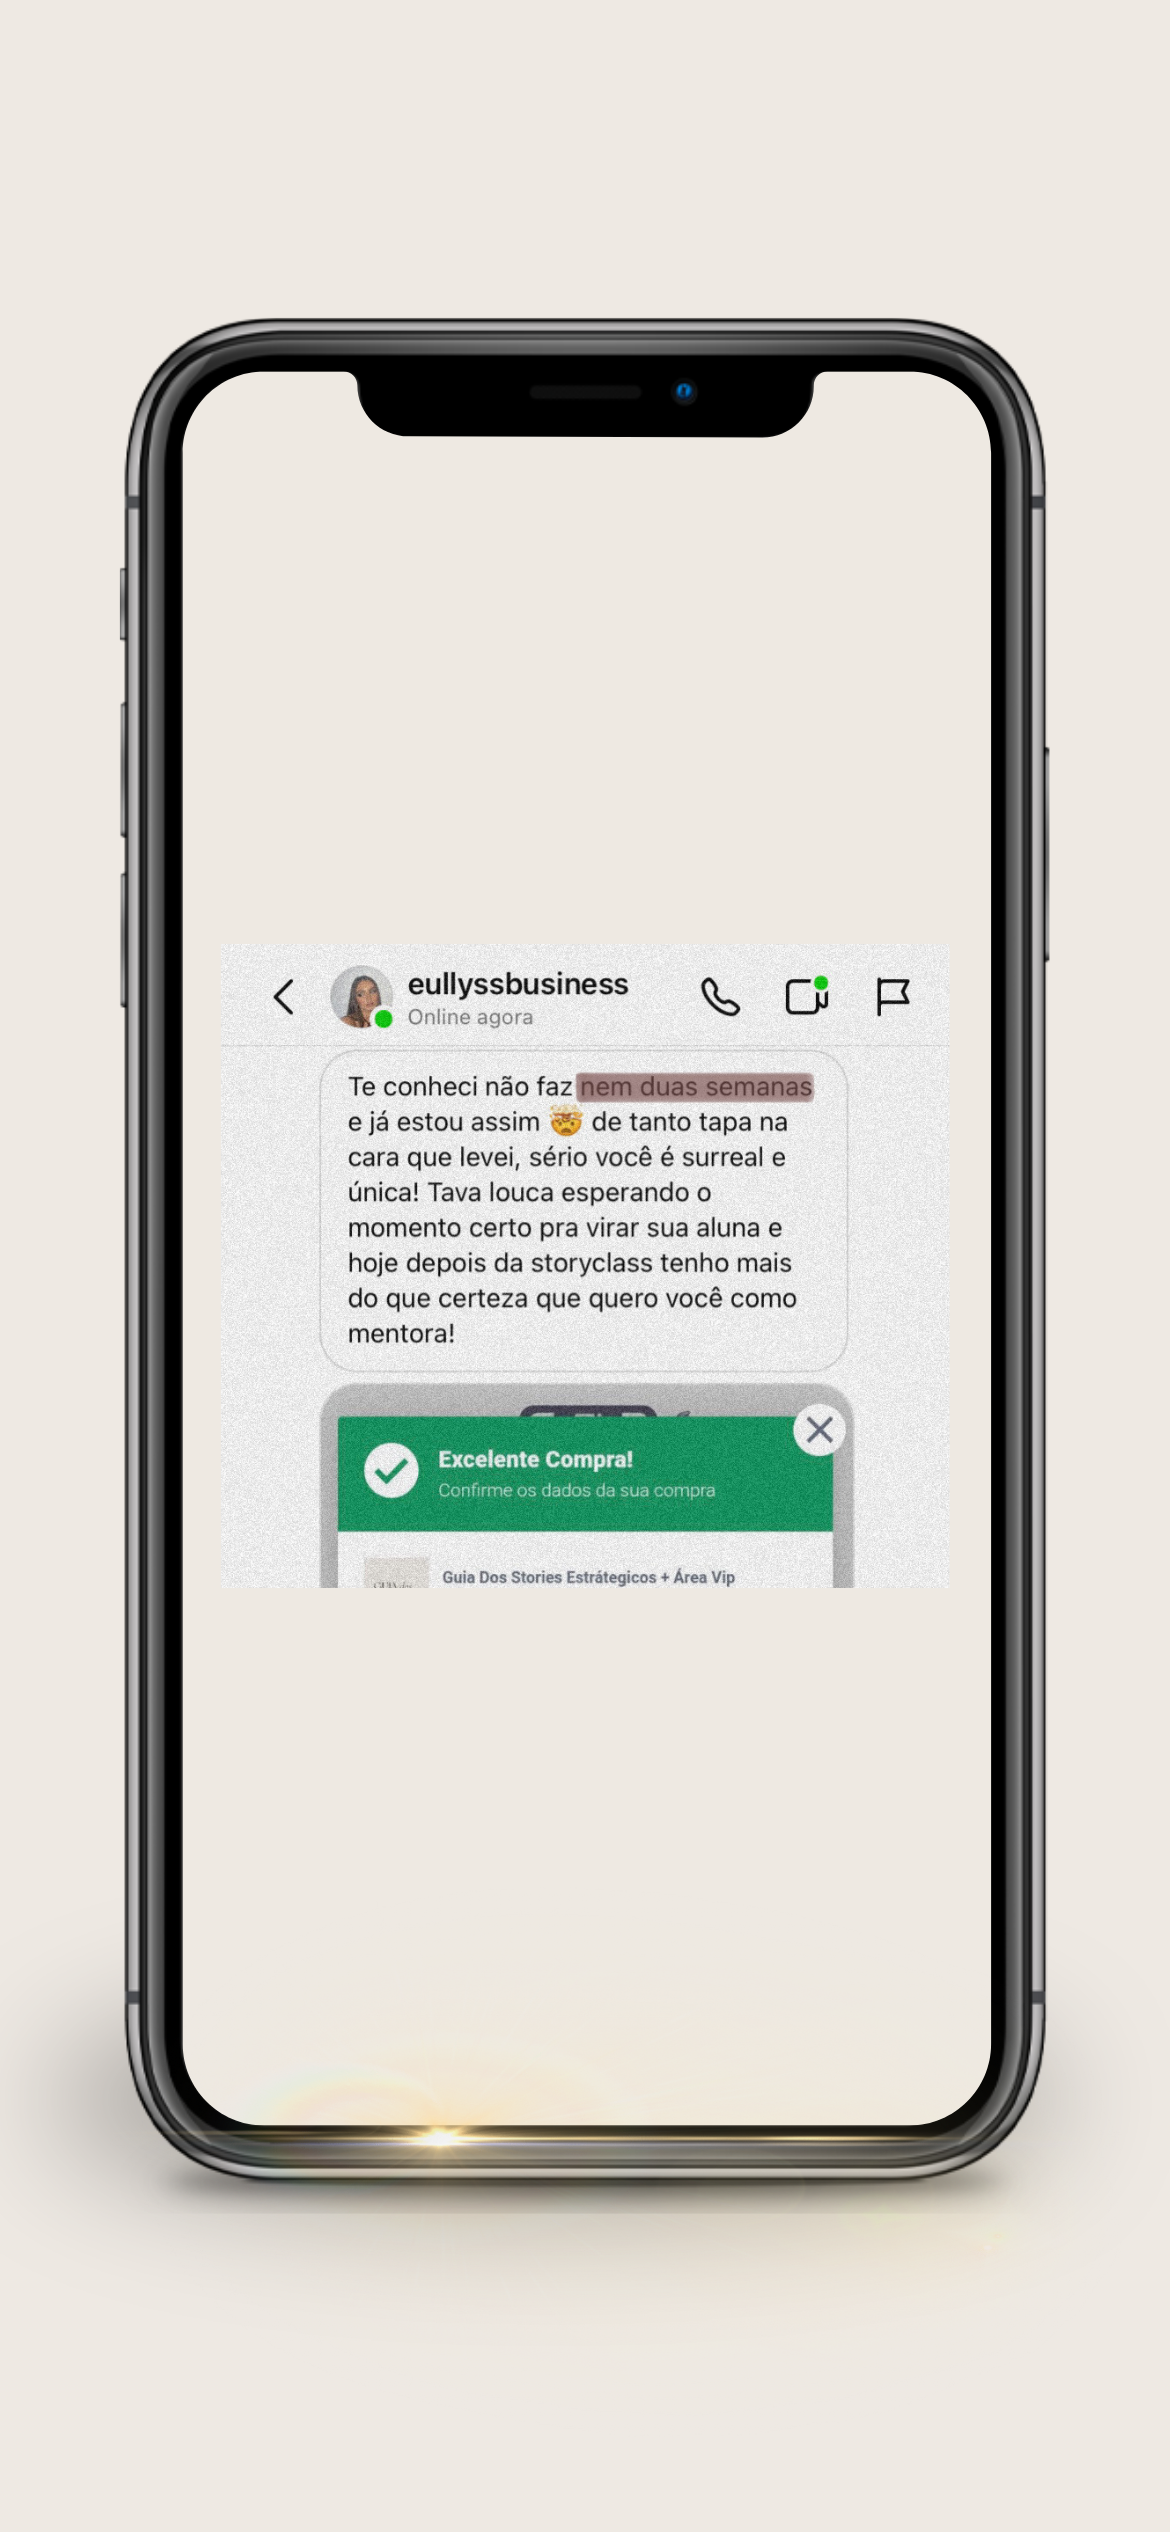 eullyssbusiness
Online agora
Te conheci não faz nem duas semanas
e já estou assim 🤯 de tanto tapa na
cara que levei, sério você é surreal e
única! Tava louca esperando o
momento certo pra virar sua aluna e
hoje depois da storyclass tenho mais
do que certeza que quero você como
mentora!
Excelente Compra!
Confirme os dados da sua compra
Guia Dos Stories Estrátegicos + Área Vip